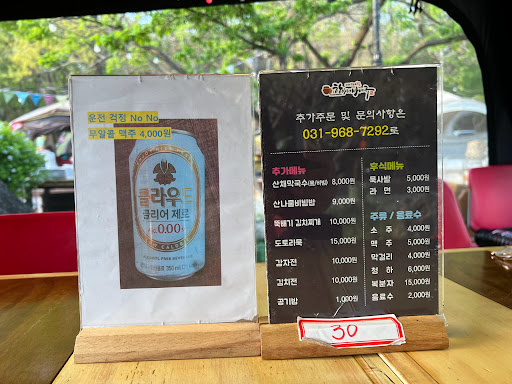 운전 걱정 No No
무알콜 맥주 4,000원
클라우드
클리어 제로
0.00
추가주문 및 문의사항은
031-968-7292로
추가메뉴
산채막국수(물/비빔) 8,000원
산나물비빔밥 9,000원
뚝배기 김치찌개 10,000원
도토리묵 15,000원
감자전 10,000원
김치전 10,000원
공기밥 1,000원
후식메뉴
묵사발 5,000원
라면 3,000원
주류 / 음료수
소주 4,000원
맥주 5,000원
막걸리 4,000원
청하 6,000원
복분자 15,000원
음료수 2,000원
30